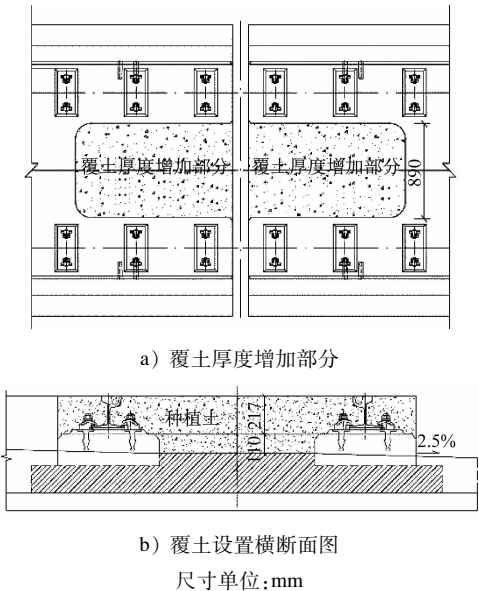 覆土厚度增加部分 覆土厚度增加部分
890
a）覆土厚度增加部分
种植土
110 217
2.5%
b）覆土设置横断面图
尺寸单位:mm